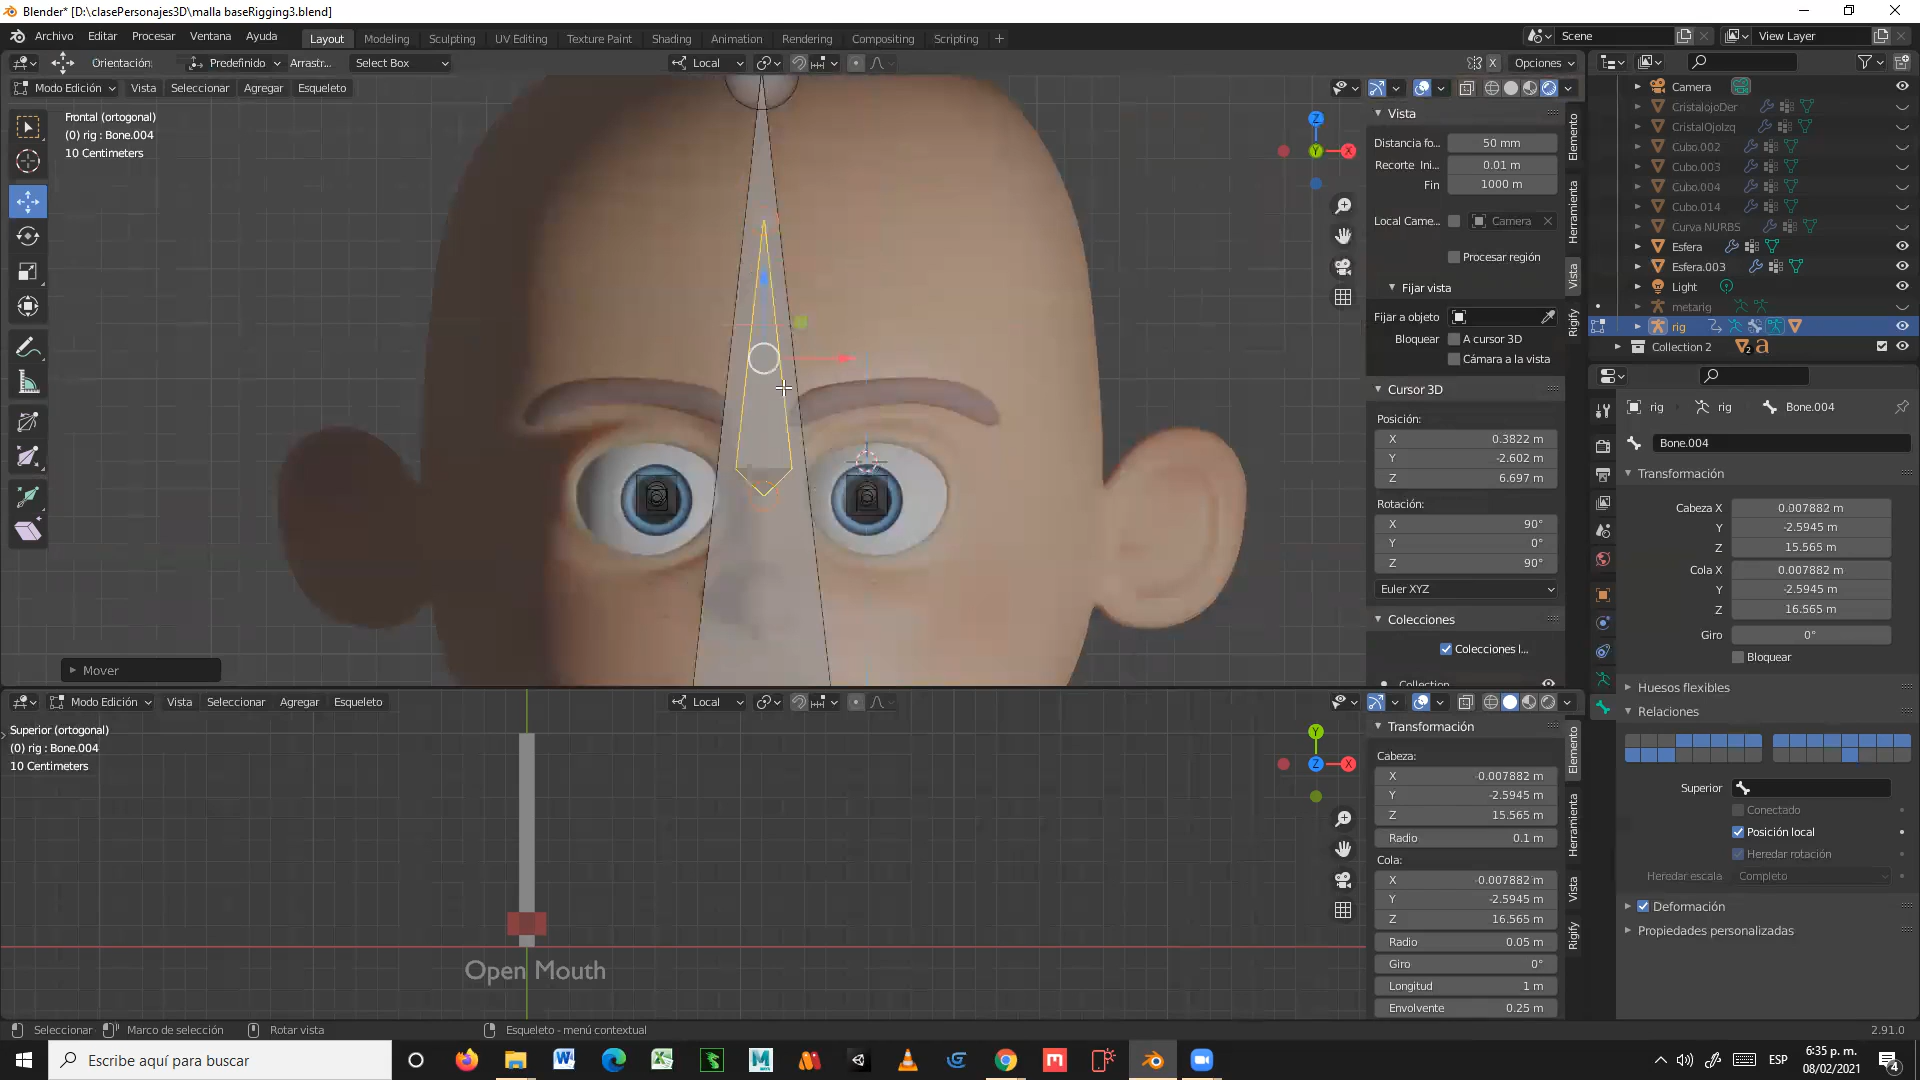 Blender* [D:\clasePersonajes3D\malla baseRigging3.blend]
Archivo Editar Procesar Ventana Ayuda Layout Modeling Sculpting UV Editing Texture Paint Shading Animation Rendering Compositing Scripting + Scene View Layer
Orientación: Predefinido Arrastr... Select Box Local X Opciones
Modo Edición Vista Seleccionar Agregar Esqueleto
Frontal (ortogonal)
(0) rig : Bone.004
10 Centimeters
Z
Y
X
Mover
Vista
Distancia fo... 50 mm
Recorte Ini... 0.01 m
Fin 1000 m
Local Came... Camera
Procesar región
Fijar vista
Fijar a objeto
Bloquear A cursor 3D
Cámara a la vista
Cursor 3D
Posición:
X 0.3822 m
Y -2.602 m
Z 6.697 m
Rotación:
X 90°
Y 0°
Z 90°
Euler XYZ
Colecciones
Colecciones l...
Elemento
Herramienta
Vista
Rigify
Camera
CristalojoDer
CristalOjoIzq
Cubo.002
Cubo.003
Cubo.004
Cubo.014
Curva NURBS
Esfera
Esfera.003
Light
metarig
rig
Collection 2 2 a
rig rig Bone.004
Bone.004
Transformación
Cabeza X 0.007882 m
Y -2.5945 m
Z 15.565 m
Cola X 0.007882 m
Y -2.5945 m
Z 16.565 m
Giro 0°
Bloquear
Huesos flexibles
Relaciones
Superior
Conectado
Posición local
Heredar rotación
Heredar escala Completo
Deformación
Propiedades personalizadas
Modo Edición Vista Seleccionar Agregar Esqueleto Local
Superior (ortogonal)
(0) rig : Bone.004
10 Centimeters
Open Mouth
Y
Z
X
Transformación
Cabeza:
X -0.007882 m
Y -2.5945 m
Z 15.565 m
Radio 0.1 m
Cola:
X -0.007882 m
Y -2.5945 m
Z 16.565 m
Radio 0.05 m
Giro 0°
Longitud 1 m
Envolvente 0.25 m
Elemento
Herramienta
Vista
Rigify
Seleccionar Marco de selección Rotar vista Esqueleto - menú contextual 2.91.0
Escribe aquí para buscar
ESP
6:35 p. m.
08/02/2021
4